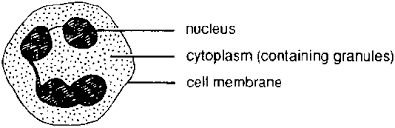 nucleus
cytoplasm (containing granules)
cell membrane